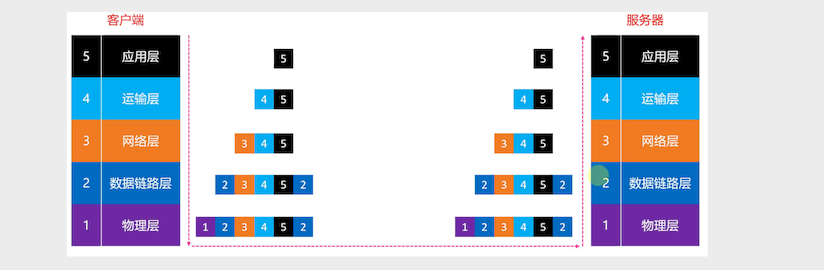 客户端 服务器
5 应用层 5 5 5 应用层
4 运输层 4 5 4 5 4 运输层
3 网络层 3 4 5 3 4 5 3 网络层
2 数据链路层 2 3 4 5 2 2 3 4 5 2 2 数据链路层
1 物理层 1 2 3 4 5 2 1 2 3 4 5 2 1 物理层